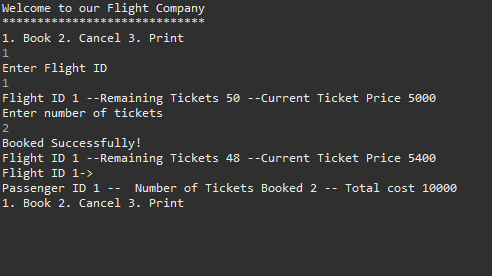 Welcome to our Flight Company
*****************************
1. Book 2. Cancel 3. Print
1
Enter Flight ID
1
Flight ID 1 --Remaining Tickets 50 --Current Ticket Price 5000
Enter number of tickets
2
Booked Successfully!
Flight ID 1 --Remaining Tickets 48 --Current Ticket Price 5400
Flight ID 1->
Passenger ID 1 --  Number of Tickets Booked 2 -- Total cost 10000
1. Book 2. Cancel 3. Print